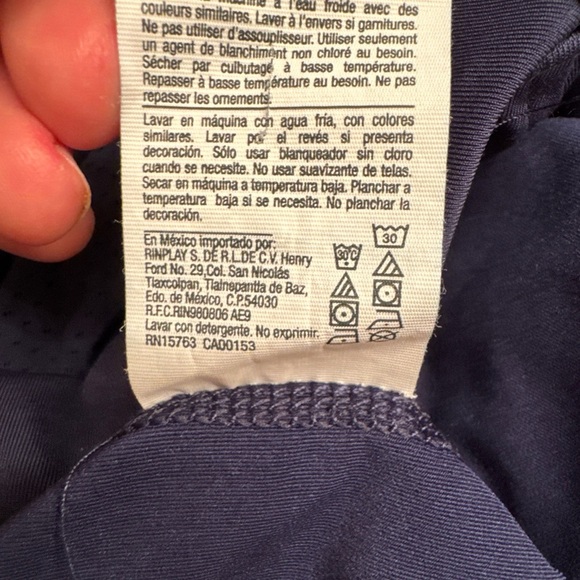 machine à l'eau froide avec des
couleurs similaires. Laver à l'envers si garnitures.
Ne pas utiliser d'assouplisseur. Utiliser seulement
un agent de blanchiment non chloré au besoin.
Sécher par culbutage à basse température.
Repasser à basse température au besoin. Ne pas
repasser les ornements.
Lavar en máquina con agua fría, con colores
similares. Lavar por el revés si presenta
decoración. Sólo usar blanqueador sin cloro
cuando se necesite. No usar suavizante de telas.
Secar en máquina a temperatura baja. Planchar a
temperatura baja si se necesita. No planchar la
decoración.
En México importado por:
RINPLAY S. DE R.L.DE C.V. Henry
Ford No. 29,Col. San Nicolás
Tlaxcolpan, Tlalnepantla de Baz,
Edo. de México, C.P.54030
R.F.C.RIN980806 AE9
Lavar con detergente. No exprimir.
RN15763 CA00153
30°C
30